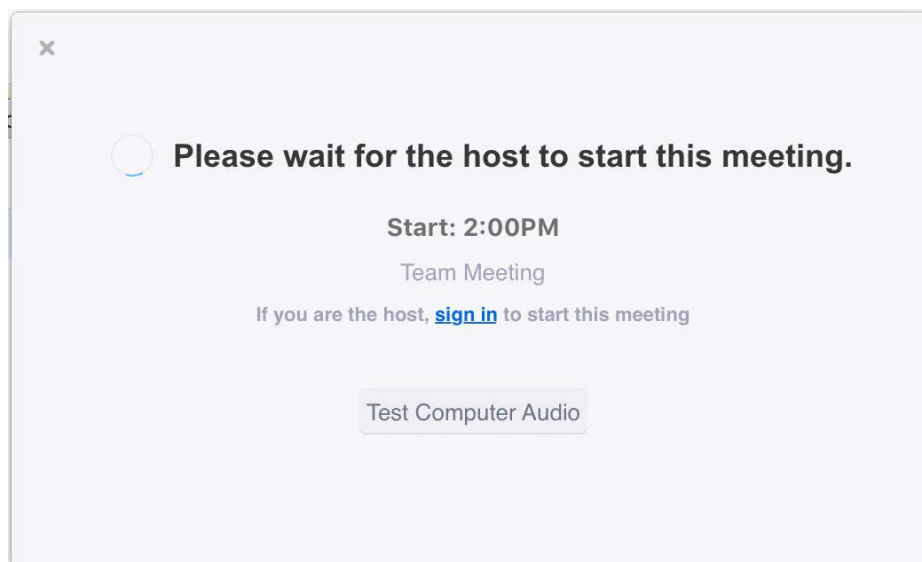 Please wait for the host to start this meeting.
Start: 2:00PM
Team Meeting
If you are the host, sign in to start this meeting
Test Computer Audio